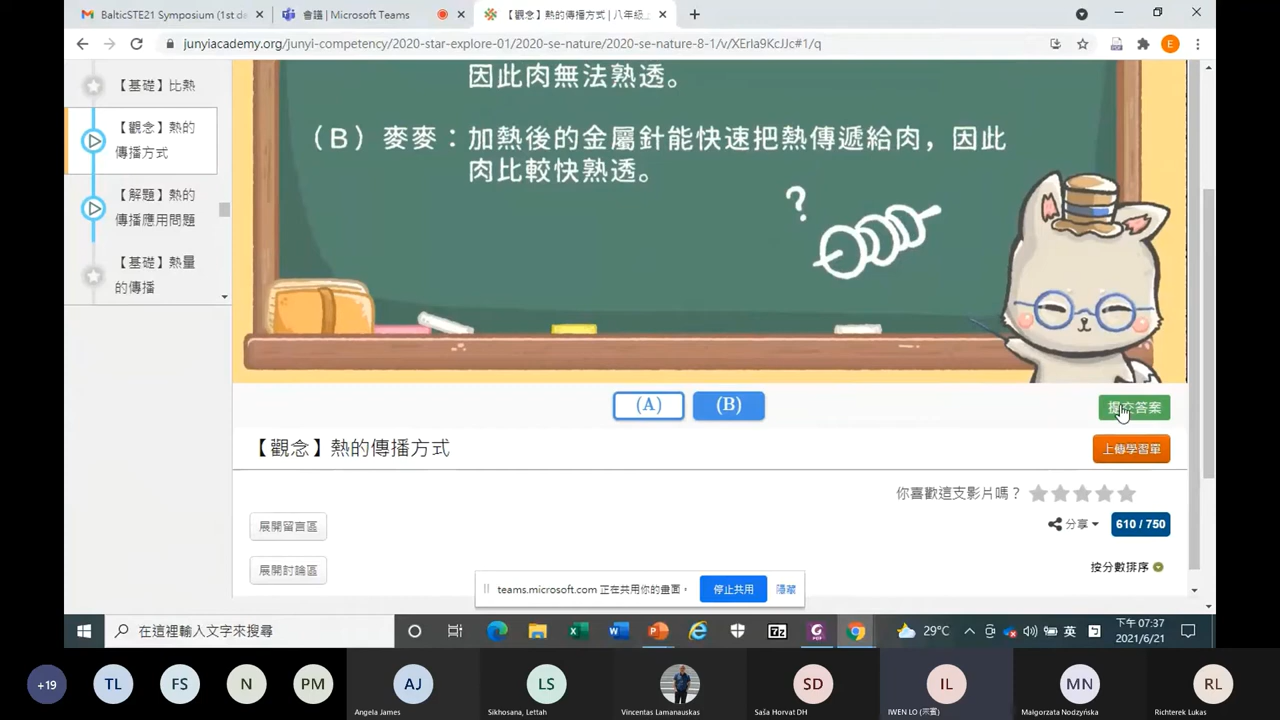 BalticSTE21 Symposium (1st de
會議 | Microsoft Teams
【觀念】熱的傳播方式 | 八年級上
junyiacademy.org/junyi-competency/2020-star-explore-01/2020-se-nature/2020-se-nature-8-1/v/XErIa9KcJJc#1/q
E
【基礎】比熱
【觀念】熱的
傳播方式
【解題】熱的
傳播應用問題
【基礎】熱量
的傳播
因此肉無法熟透。
（B）麥麥：加熱後的金屬針能快速把熱傳遞給肉，因此
肉比較快熟透。
?
(A)
(B)
提交答案
【觀念】熱的傳播方式
上傳學習單
你喜歡這支影片嗎？
展開留言區
分享
610 / 750
展開討論區
按分數排序
teams.microsoft.com 正在共用你的畫面。
停止共用
隱藏
在這裡輸入文字來搜尋
7z
29°C
英
下午 07:37
2021/6/21
+19
TL
FS
N
PM
AJ
LS
SD
IL
MN
RL
Angela James
Sikhosana, Lettah
Vincentas Lamanauskas
Saša Horvat DH
IWEN LO (來賓)
Małgorzata Nodzyńska
Richterek Lukas